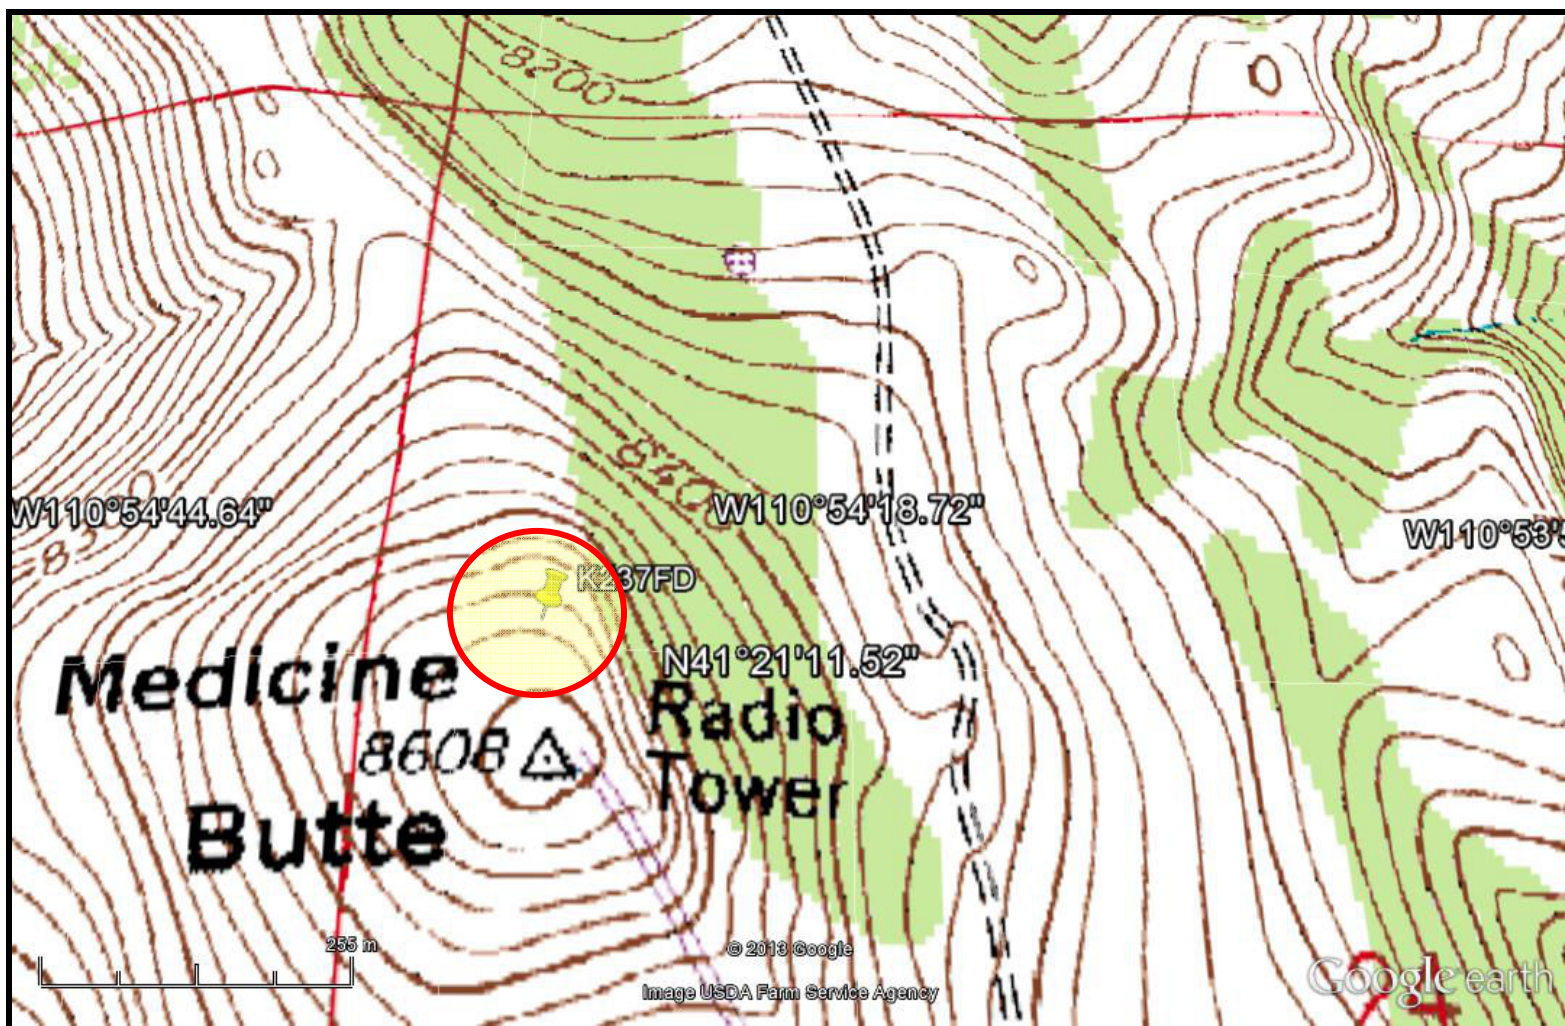 8200
8400
W110°54'44.64"
W110°54'18.72"
K237FD
N41°21'11.52"
Medicine
Radio
8608
Tower
Butte
255 m
© 2013 Google
Image USDA Farm Service Agency
Google earth